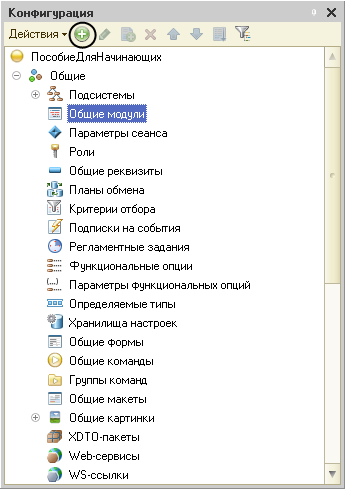 Конфигурация
Действия
ПособиеДляНачинающих
Общие
Подсистемы
Общие модули
Параметры сеанса
Роли
Общие реквизиты
Планы обмена
Критерии отбора
Подписки на события
Регламентные задания
Функциональные опции
Параметры функциональных опций
Определяемые типы
Хранилища настроек
Общие формы
Общие команды
Группы команд
Общие макеты
Общие картинки
XDTO-пакеты
Web-сервисы
WS-ссылки